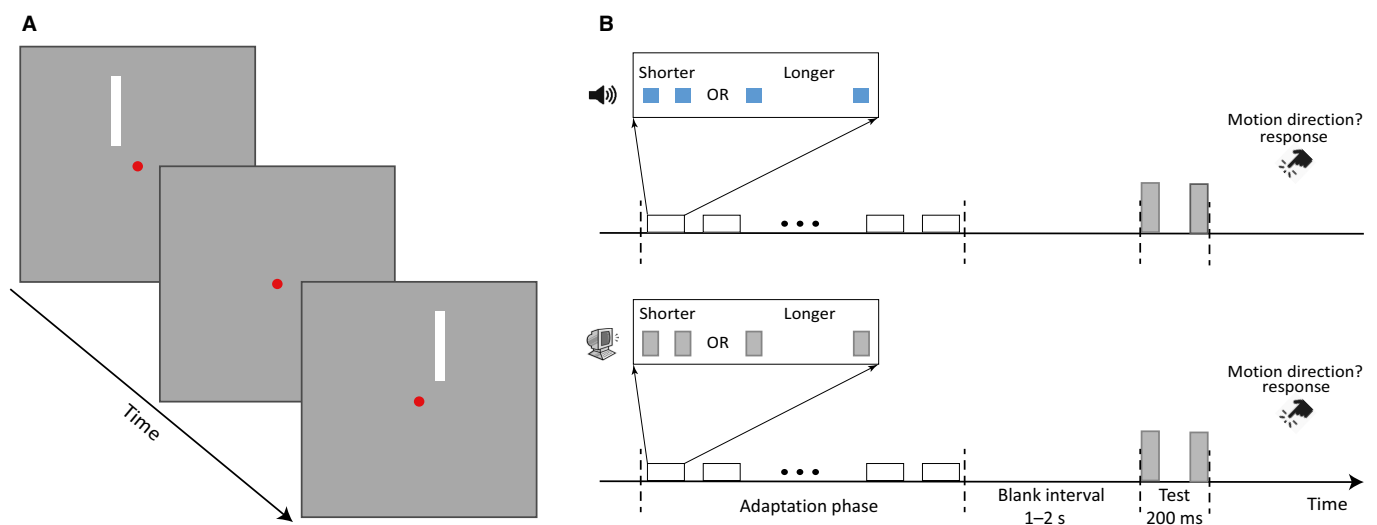 A
Time
B
Shorter Longer
OR
Motion direction?
response
Shorter Longer
OR
Motion direction?
response
Adaptation phase
Blank interval
1–2 s
Test
200 ms
Time